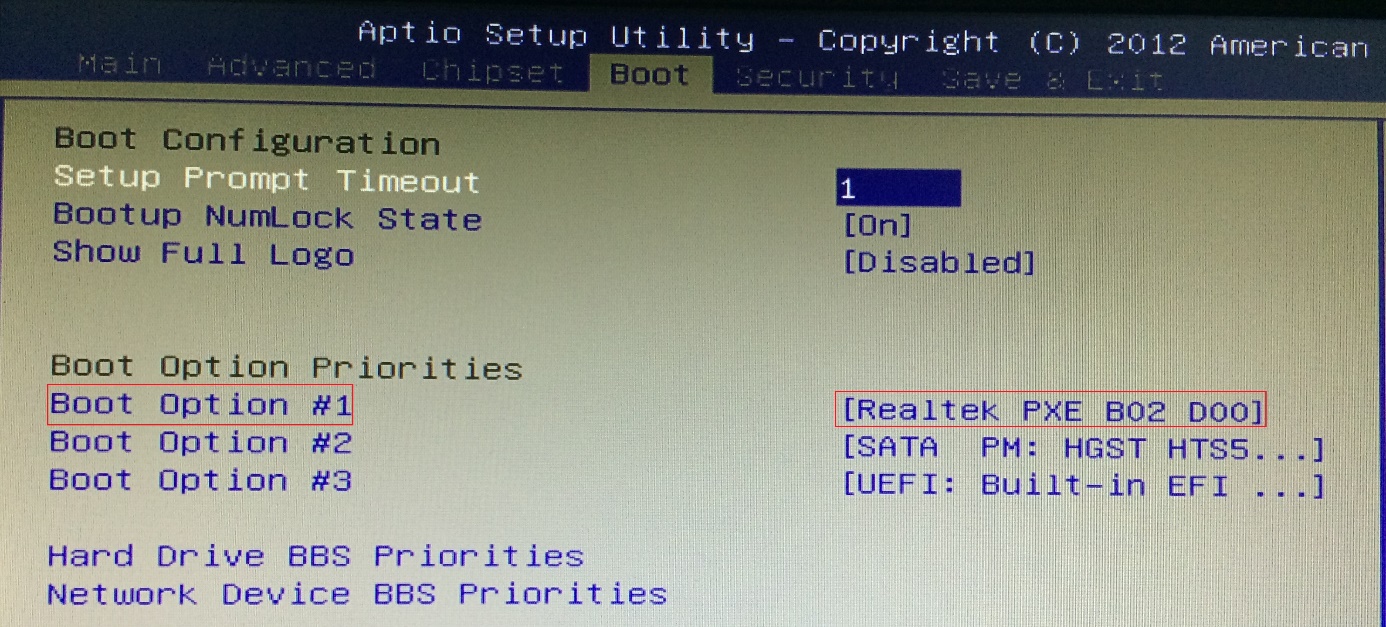 Aptio Setup Utility - Copyright (C) 2012 American
Main Advanced Chipset Boot Security Save & Exit
Boot Configuration
Setup Prompt Timeout 1
Bootup NumLock State [On]
Show Full Logo [Disabled]
Boot Option Priorities
Boot Option #1 [Realtek PXE B02 D00]
Boot Option #2 [SATA PM: HGST HTS5...]
Boot Option #3 [UEFI: Built-in EFI ...]
Hard Drive BBS Priorities
Network Device BBS Priorities